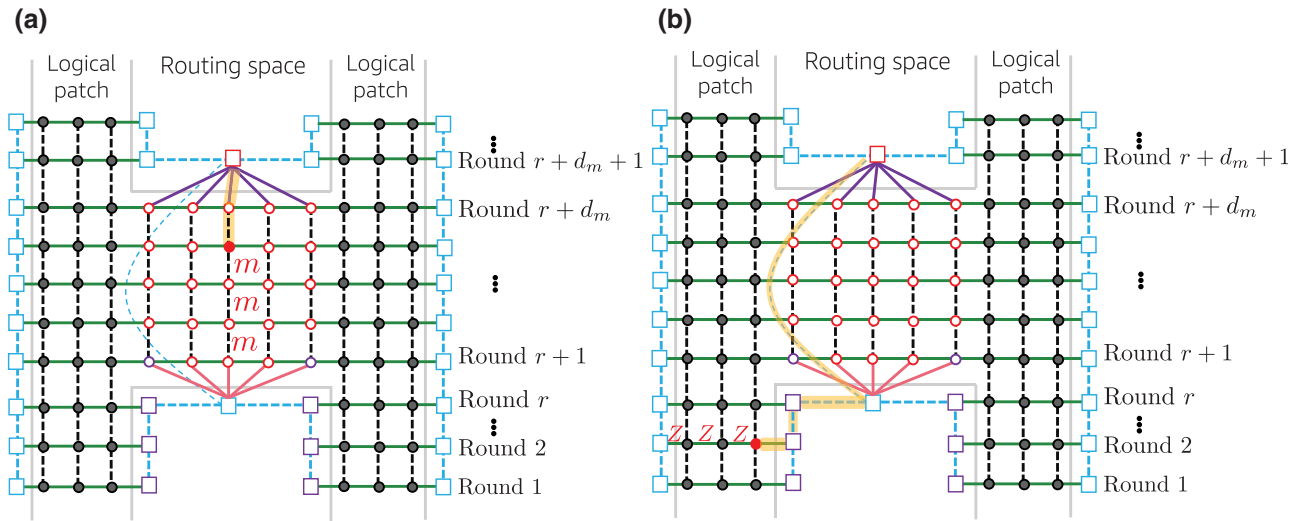 (a)
Logical
patch
Routing space
Logical
patch
Round r + d_m + 1
Round r + d_m
m
m
m
Round r + 1
Round r
Round 2
Round 1
(b)
Logical
patch
Routing space
Logical
patch
Round r + d_m + 1
Round r + d_m
Round r + 1
Round r
Z Z Z
Round 2
Round 1